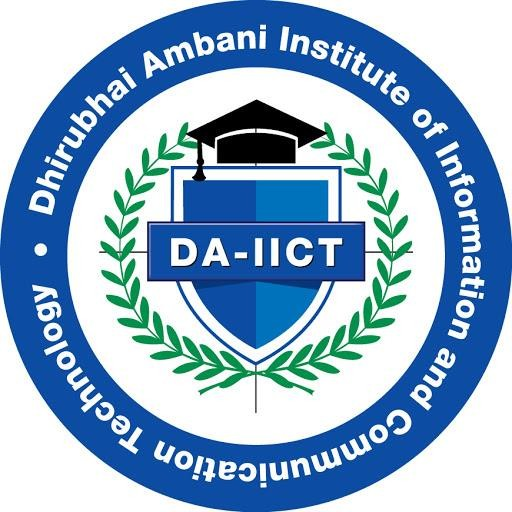 Dhirubhai Ambani Institute of Information and Communication Technology •
DA-IICT